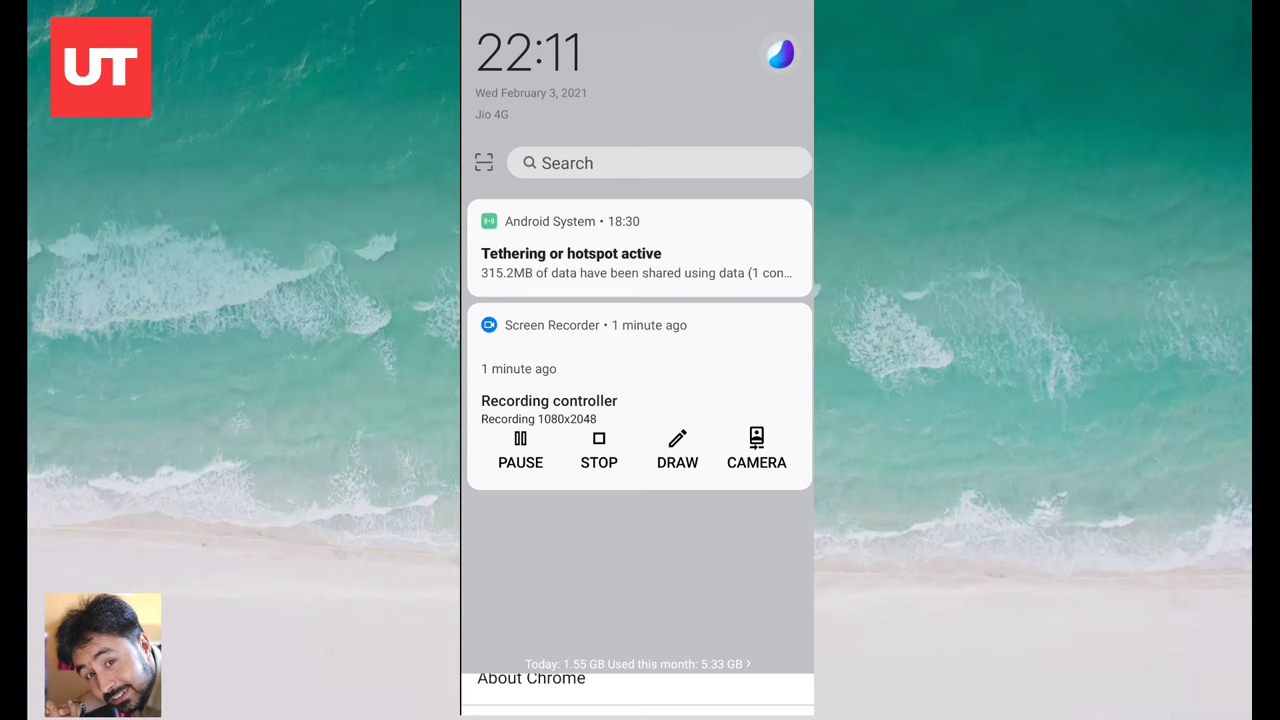 UT
22:11
Wed February 3, 2021
Jio 4G
Search
Android System • 18:30
Tethering or hotspot active
315.2MB of data have been shared using data (1 con...
Screen Recorder • 1 minute ago
1 minute ago
Recording controller
Recording 1080x2048
PAUSE STOP DRAW CAMERA
Today: 1.55 GB Used this month: 5.33 GB >
About Chrome